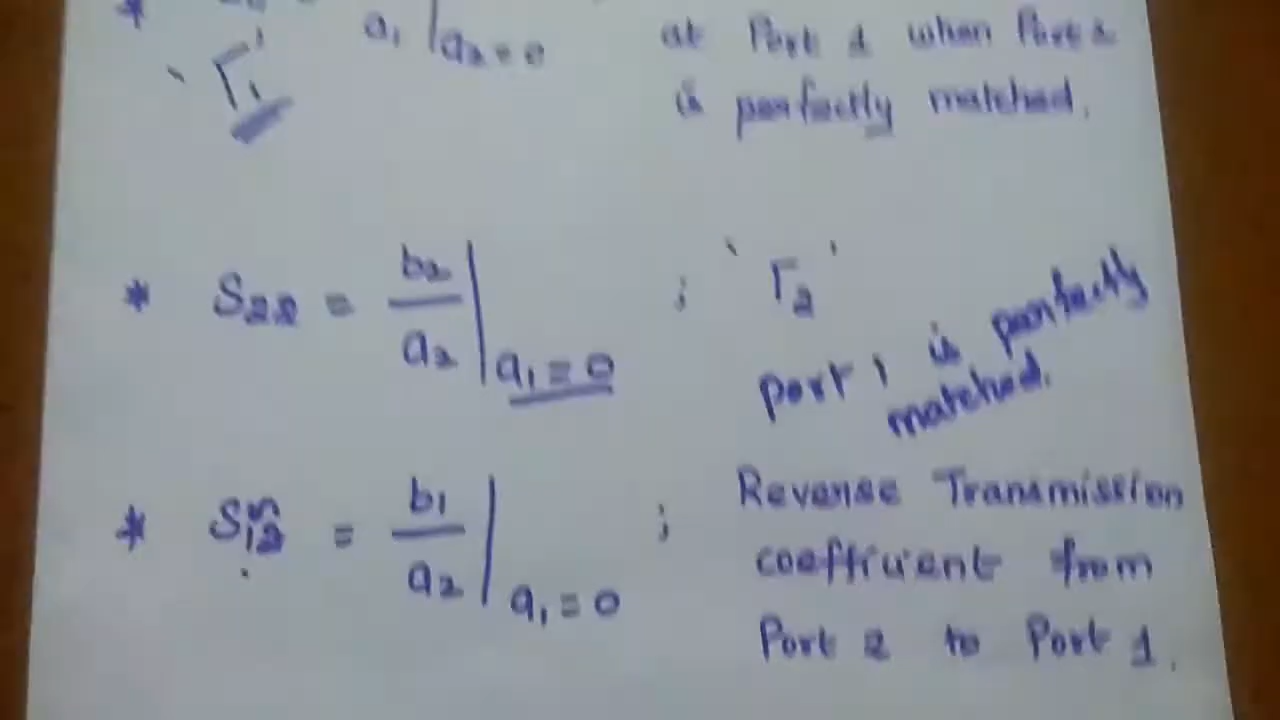 a₁ | a₂ = 0 at Port 1 when Port 2
' Γ₁ ' is perfectly matched.
* S₂₂ = b₂ / a₂ | a₁ = 0 ; ' Γ₂ '
port 1 is perfectly
matched.
* S₁₂ = b₁ / a₂ | a₁ = 0 ; Reverse Transmission
coefficient from
Port 2 to Port 1.